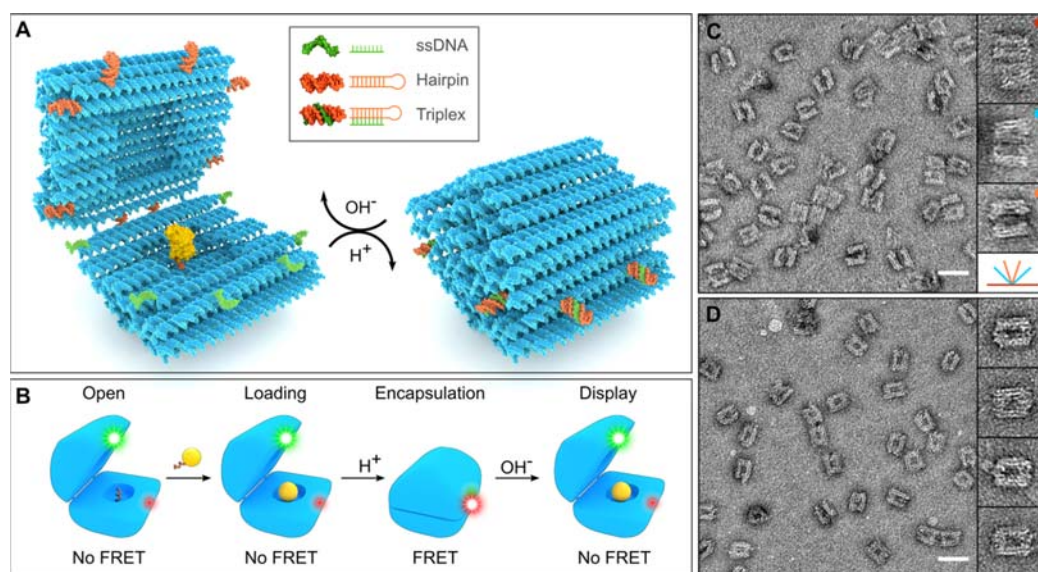 A
ssDNA
Hairpin
Triplex
OH⁻
H⁺
B
Open
Loading
Encapsulation
Display
H⁺
OH⁻
No FRET
No FRET
FRET
No FRET
C
D